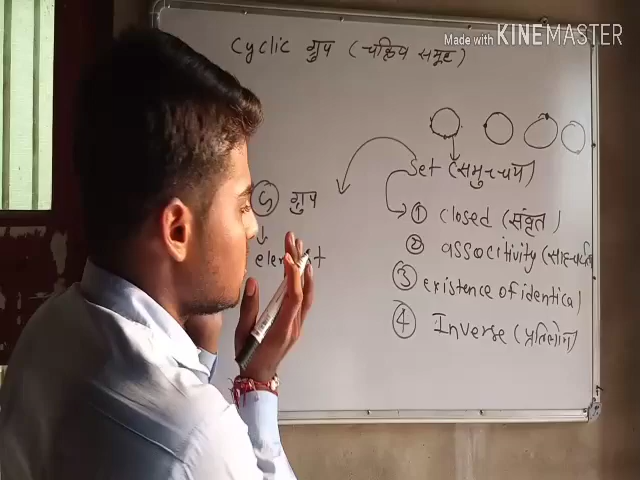 Made with KINEMASTER
Cyclic ग्रुप (चक्रिय समूह)
Set (समुच्चय)
G ग्रुप
① closed (संवृत)
② associtivity (साहचर्य
element
③ existence of identical
④ Inverse (प्रतिलोम)